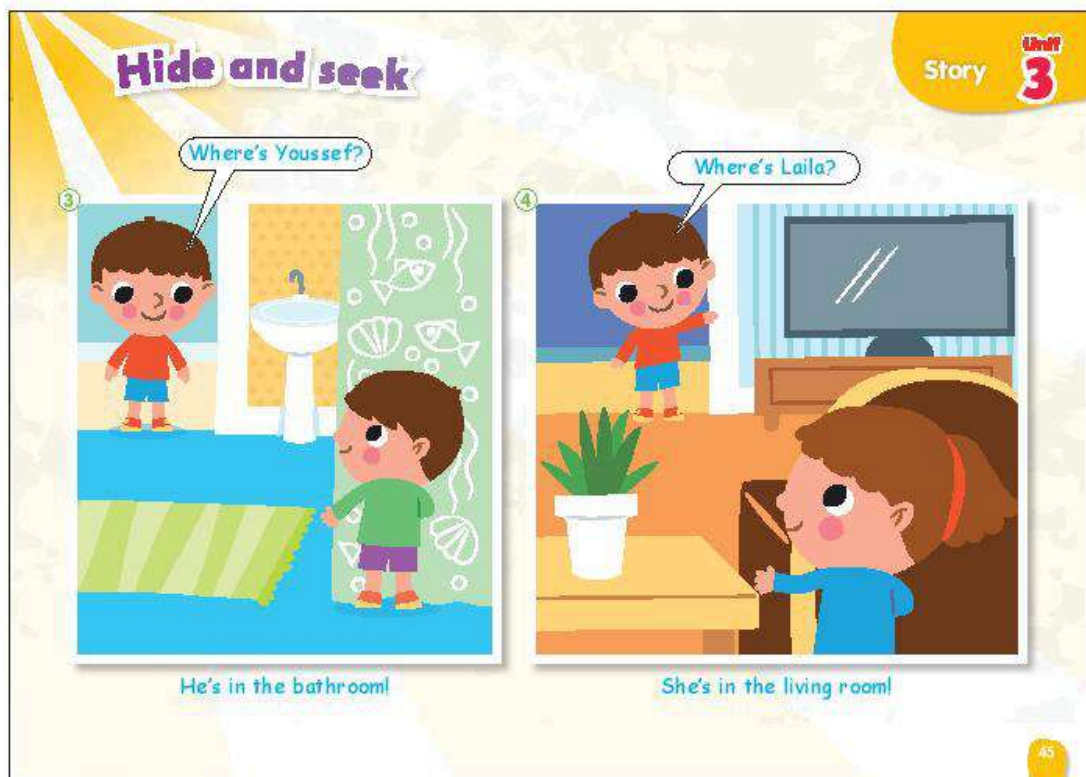 Hide and seek
Story
Unit
3
Where's Youssef?
3
He's in the bathroom!
Where's Laila?
4
She's in the living room!
45